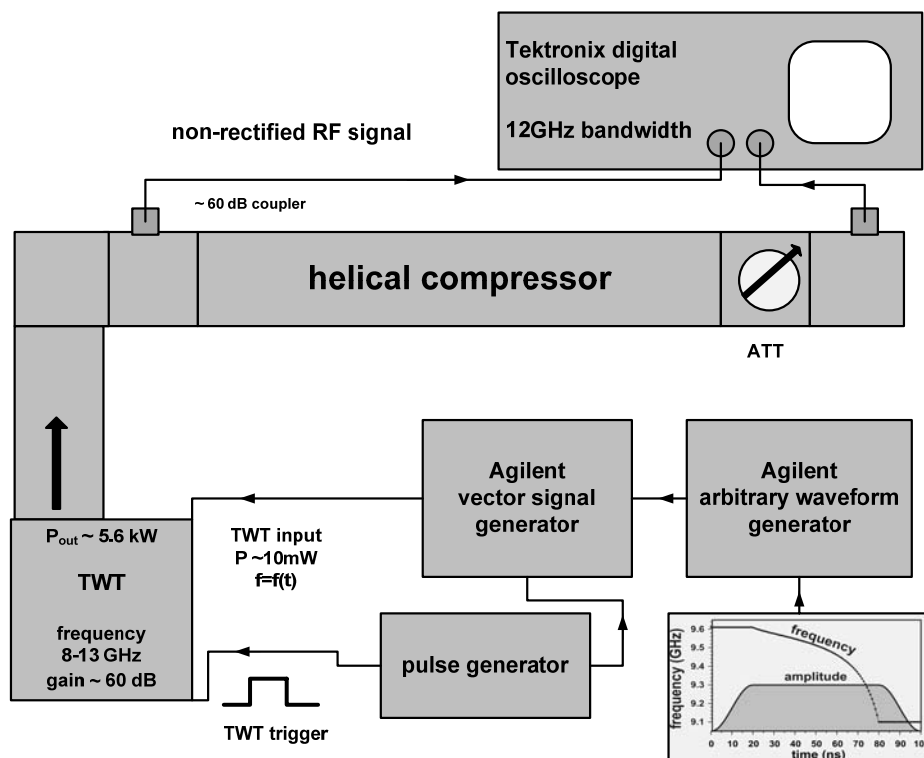 Tektronix digital
oscilloscope
12GHz bandwidth
non-rectified RF signal
~ 60 dB coupler
helical compressor
ATT
Agilent
vector signal
generator
Agilent
arbitrary waveform
generator
P_out ~ 5.6 kW
TWT
frequency
8-13 GHz
gain ~ 60 dB
TWT input
P ~10mW
f=f(t)
pulse generator
TWT trigger
frequency (GHz)
9.6
9.5
9.3
9.2
9.1
frequency
amplitude
0 10 20 30 40 50 60 70 80 90 10
time (ns)